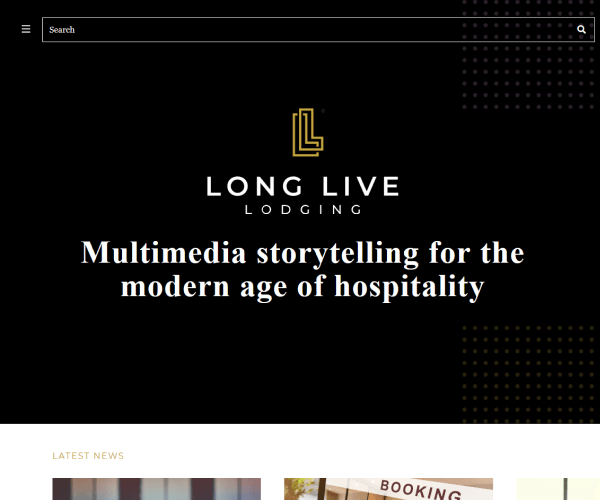 Search
LONG LIVE
LODGING
Multimedia storytelling for the
modern age of hospitality
LATEST NEWS
BOOKING